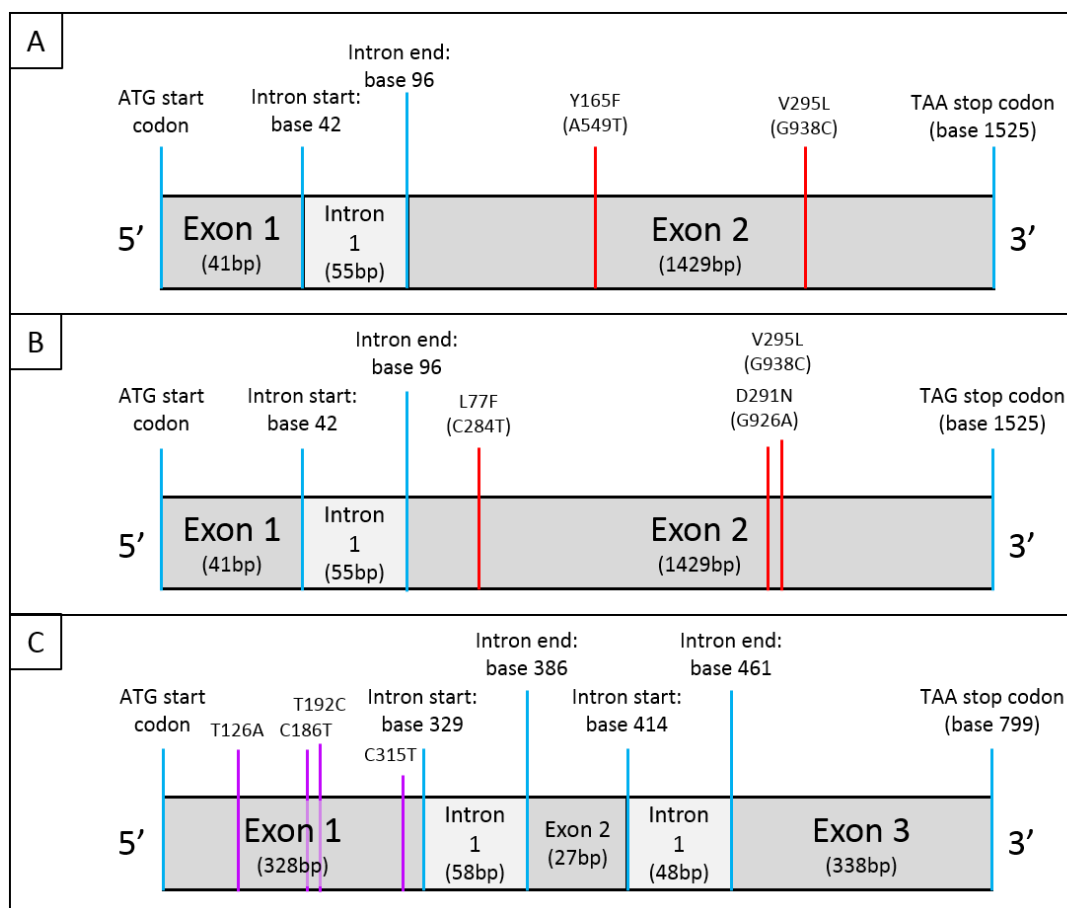 A
Intron end:
base 96
ATG start
codon
Intron start:
base 42
Y165F
(A549T)
V295L
(G938C)
TAA stop codon
(base 1525)
5’
Exon 1
(41bp)
Intron
1
(55bp)
Exon 2
(1429bp)
3’
B
Intron end:
base 96
V295L
(G938C)
ATG start
codon
Intron start:
base 42
L77F
(C284T)
D291N
(G926A)
TAG stop codon
(base 1525)
5’
Exon 1
(41bp)
Intron
1
(55bp)
Exon 2
(1429bp)
3’
C
Intron end:
base 386
Intron end:
base 461
ATG start
codon
T126A
T192C
C186T
C315T
Intron start:
base 329
Intron start:
base 414
TAA stop codon
(base 799)
5’
Exon 1
(328bp)
Intron
1
(58bp)
Exon 2
(27bp)
Intron
1
(48bp)
Exon 3
(338bp)
3’